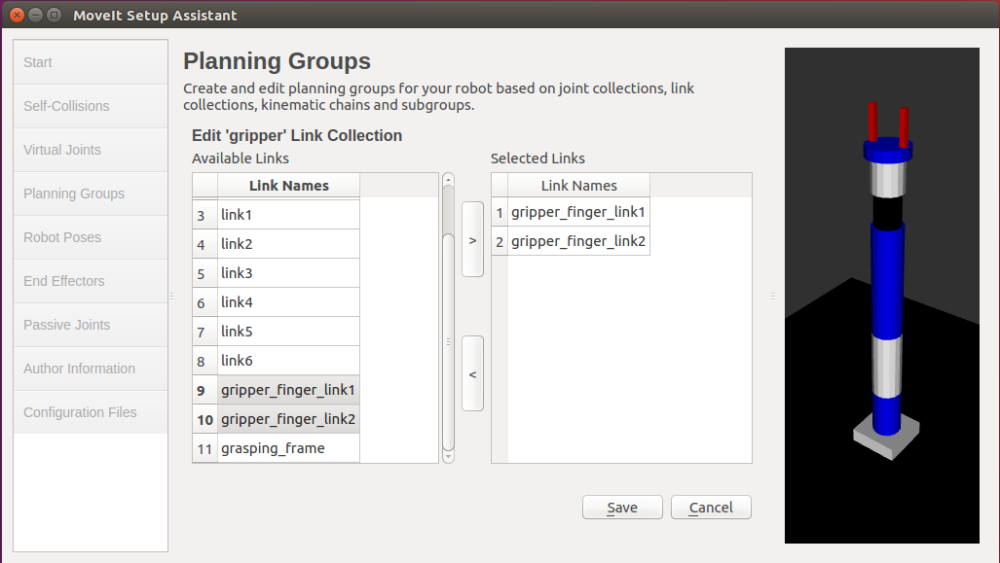 MoveIt Setup Assistant
Start
Self-Collisions
Virtual Joints
Planning Groups
Robot Poses
End Effectors
Passive Joints
Author Information
Configuration Files
Planning Groups
Create and edit planning groups for your robot based on joint collections, link
collections, kinematic chains and subgroups.
Edit 'gripper' Link Collection
Available Links
Link Names
3 link1
4 link2
5 link3
6 link4
7 link5
8 link6
9 gripper_finger_link1
10 gripper_finger_link2
11 grasping_frame
>
<
Selected Links
Link Names
1 gripper_finger_link1
2 gripper_finger_link2
Save Cancel